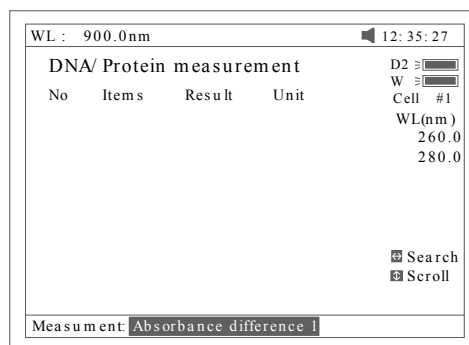 WL : 900.0nm 12:35:27
DNA/Protein measurement
D2
W
No Items Result Unit
Cell #1
WL(nm)
260.0
280.0
Search
Scroll
Measument: Absorbance difference 1